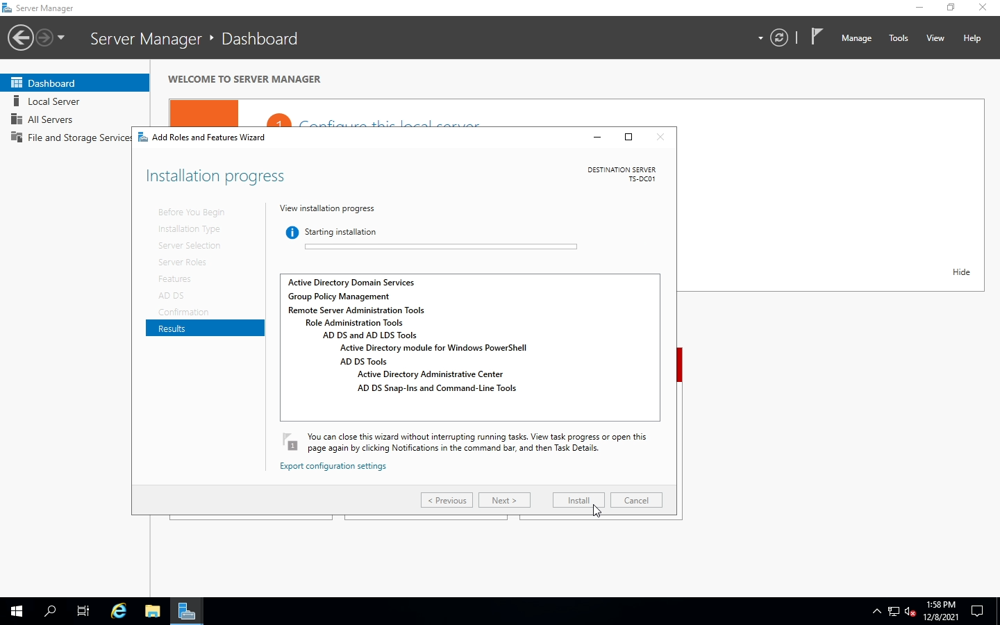 Server Manager
Server Manager ‣ Dashboard
Manage Tools View Help
Dashboard
Local Server
All Servers
File and Storage Services
WELCOME TO SERVER MANAGER
1 Configure this local server
Hide
Add Roles and Features Wizard
Installation progress
DESTINATION SERVER
TS-DC01
Before You Begin
Installation Type
Server Selection
Server Roles
Features
AD DS
Confirmation
Results
View installation progress
Starting installation
Active Directory Domain Services
Group Policy Management
Remote Server Administration Tools
Role Administration Tools
AD DS and AD LDS Tools
Active Directory module for Windows PowerShell
AD DS Tools
Active Directory Administrative Center
AD DS Snap-Ins and Command-Line Tools
1
You can close this wizard without interrupting running tasks. View task progress or open this
page again by clicking Notifications in the command bar, and then Task Details.
Export configuration settings
< Previous Next > Install Cancel
1:58 PM
12/8/2021